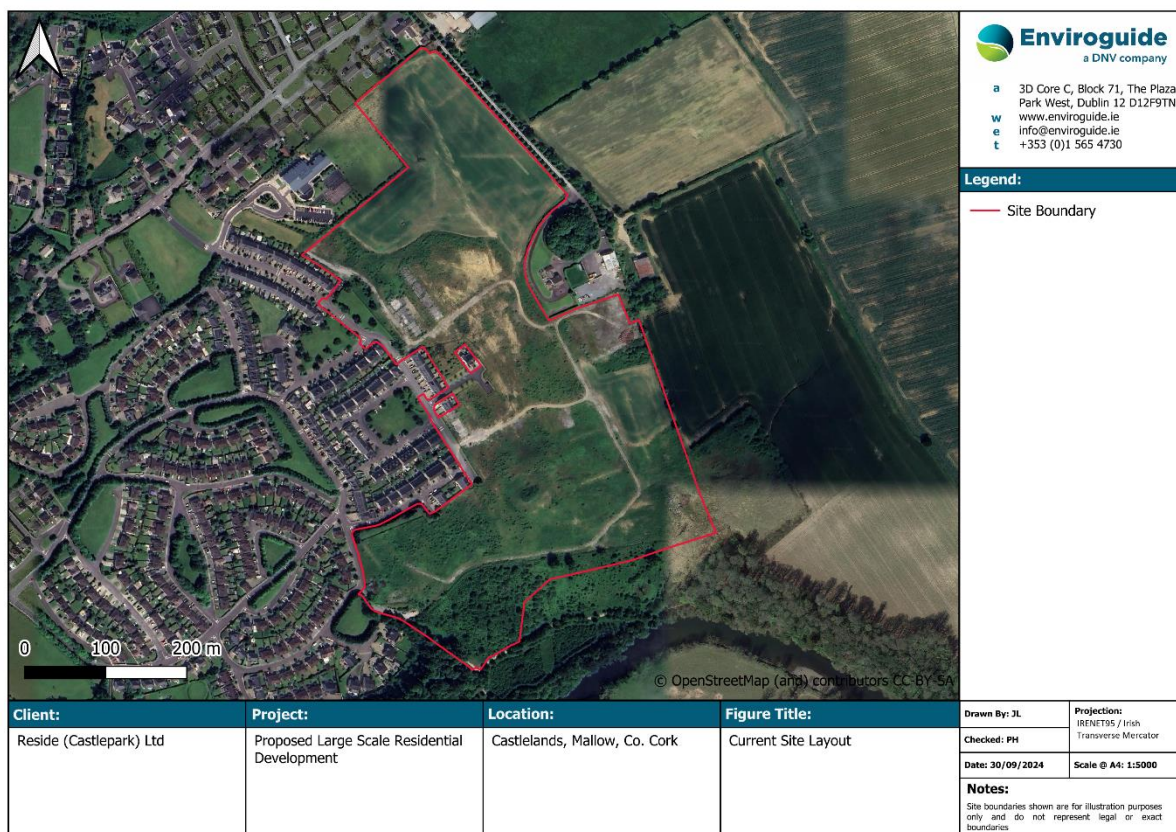 Enviroguide
a DNV company
a 3D Core C, Block 71, The Plaza
Park West, Dublin 12 D12F9TN
w www.enviroguide.ie
e info@enviroguide.ie
t +353 (0)1 565 4730
Legend:
Site Boundary
0 100 200 m
© OpenStreetMap (and) contributors CC-BY-SA
Client:
Reside (Castlepark) Ltd
Project:
Proposed Large Scale Residential
Development
Location:
Castlelands, Mallow, Co. Cork
Figure Title:
Current Site Layout
Drawn By: JL
Checked: PH
Date: 30/09/2024
Projection:
IRENET95 / Irish
Transverse Mercator
Scale @ A4: 1:5000
Notes:
Site boundaries shown are for illustration purposes
only and do not represent legal or exact
boundaries